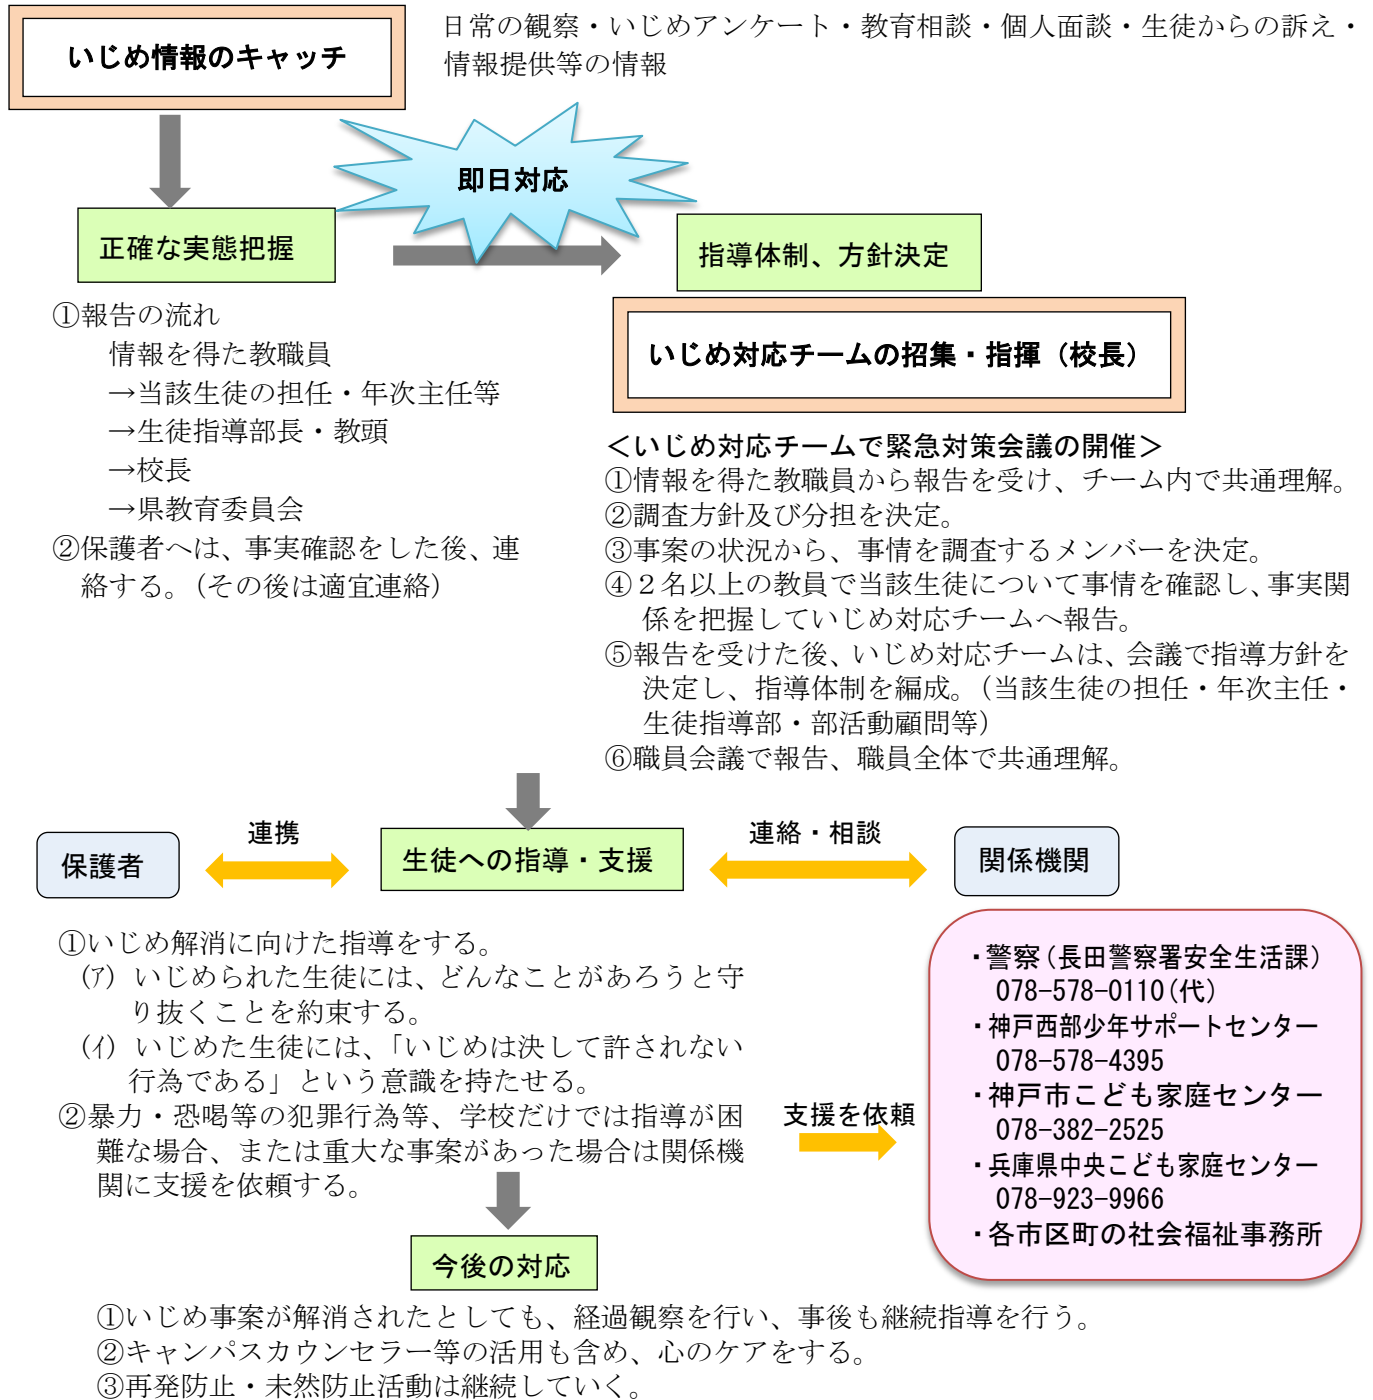 いじめ情報のキャッチ
日常の観察・いじめアンケート・教育相談・個人面談・生徒からの訴え・
情報提供等の情報
即日対応
正確な実態把握
指導体制、方針決定
①報告の流れ
情報を得た教職員
→当該生徒の担任・年次主任等
→生徒指導部長・教頭
→校長
→県教育委員会
②保護者へは、事実確認をした後、連
絡する。(その後は適宜連絡)
いじめ対応チームの招集・指揮（校長）
＜いじめ対応チームで緊急対策会議の開催＞
①情報を得た教職員から報告を受け、チーム内で共通理解。
②調査方針及び分担を決定。
③事案の状況から、事情を調査するメンバーを決定。
④２名以上の教員で当該生徒について事情を確認し、事実関
係を把握していじめ対応チームへ報告。
⑤報告を受けた後、いじめ対応チームは、会議で指導方針を
決定し、指導体制を編成。（当該生徒の担任・年次主任・
生徒指導部・部活動顧問等）
⑥職員会議で報告、職員全体で共通理解。
保護者
連携
生徒への指導・支援
連絡・相談
関係機関
①いじめ解消に向けた指導をする。
(ｱ) いじめられた生徒には、どんなことがあろうと守
り抜くことを約束する。
(ｲ) いじめた生徒には、「いじめは決して許されない
行為である」という意識を持たせる。
②暴力・恐喝等の犯罪行為等、学校だけでは指導が困
難な場合、または重大な事案があった場合は関係機
関に支援を依頼する。
支援を依頼
・警察（長田警察署安全生活課）
078-578-0110(代)
・神戸西部少年サポートセンター
078-578-4395
・神戸市こども家庭センター
078-382-2525
・兵庫県中央こども家庭センター
078-923-9966
・各市区町の社会福祉事務所
今後の対応
①いじめ事案が解消されたとしても、経過観察を行い、事後も継続指導を行う。
②キャンパスカウンセラー等の活用も含め、心のケアをする。
③再発防止・未然防止活動は継続していく。